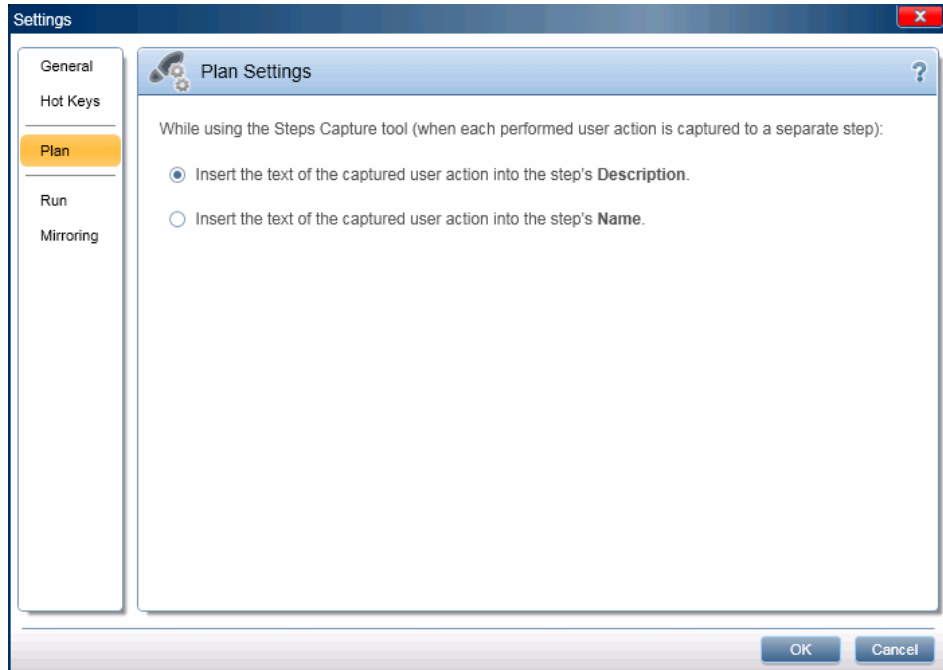 Settings
x
General
Hot Keys
Plan
Run
Mirroring
Plan Settings
?
While using the Steps Capture tool (when each performed user action is captured to a separate step):
Insert the text of the captured user action into the step's Description.
Insert the text of the captured user action into the step's Name.
OK
Cancel